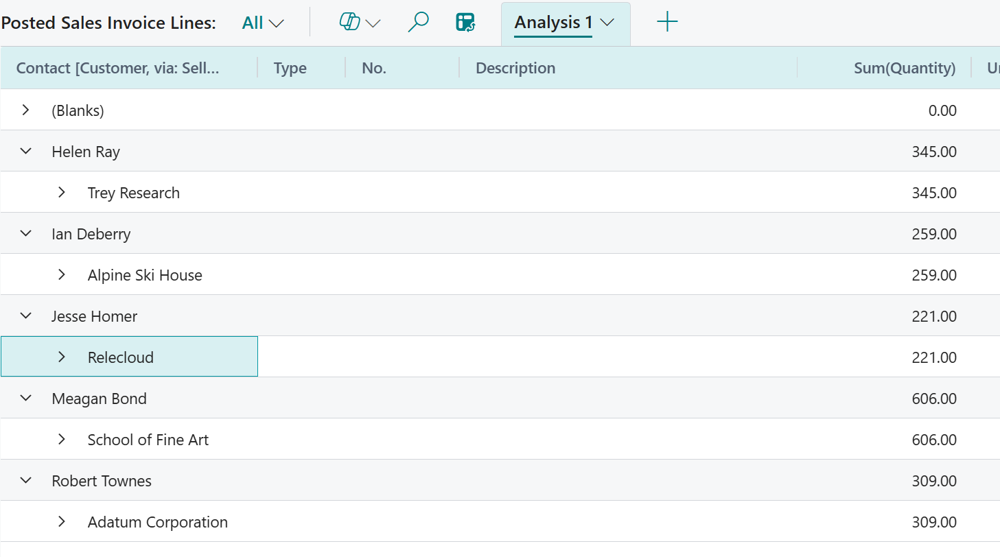 Posted Sales Invoice Lines: All Analysis 1
Contact [Customer, via: Sell... Type No. Description Sum(Quantity)
(Blanks) 0.00
Helen Ray 345.00
Trey Research 345.00
Ian Deberry 259.00
Alpine Ski House 259.00
Jesse Homer 221.00
Relecloud 221.00
Meagan Bond 606.00
School of Fine Art 606.00
Robert Townes 309.00
Adatum Corporation 309.00